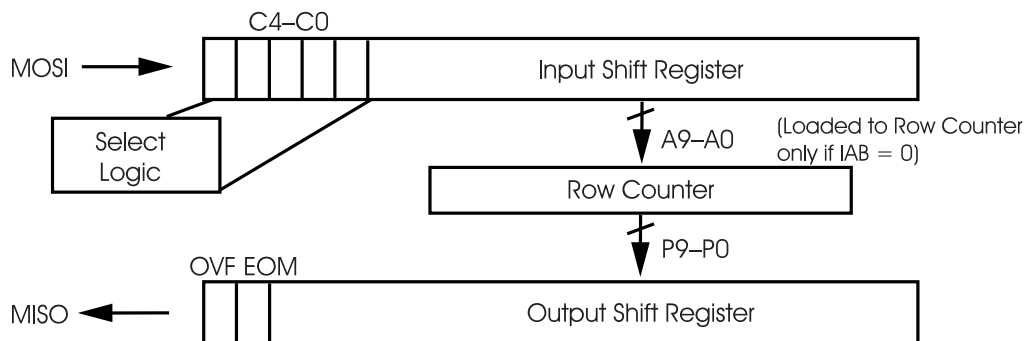 C4–C0
MOSI
Input Shift Register
Select
Logic
A9–A0
(Loaded to Row Counter
only if IAB = 0)
Row Counter
P9–P0
OVF EOM
MISO
Output Shift Register